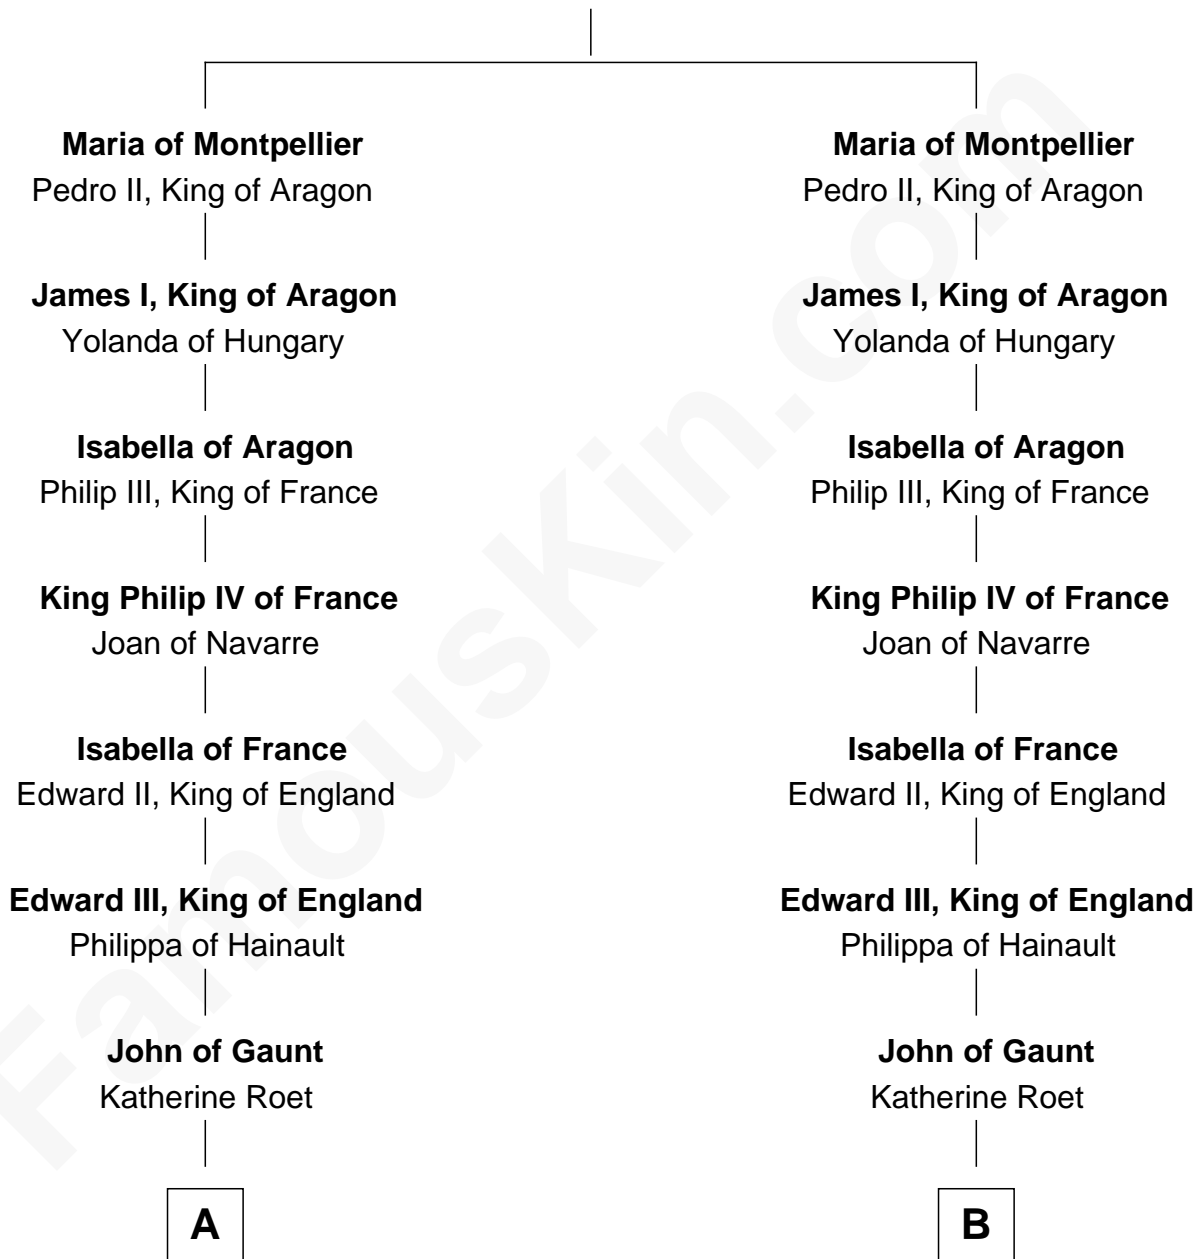 Maria of Montpellier
Pedro II, King of Aragon
James I, King of Aragon
Yolanda of Hungary
Isabella of Aragon
Philip III, King of France
King Philip IV of France
Joan of Navarre
Isabella of France
Edward II, King of England
Edward III, King of England
Philippa of Hainault
John of Gaunt
Katherine Roet
A
Maria of Montpellier
Pedro II, King of Aragon
James I, King of Aragon
Yolanda of Hungary
Isabella of Aragon
Philip III, King of France
King Philip IV of France
Joan of Navarre
Isabella of France
Edward II, King of England
Edward III, King of England
Philippa of Hainault
John of Gaunt
Katherine Roet
B
FamousKin.com